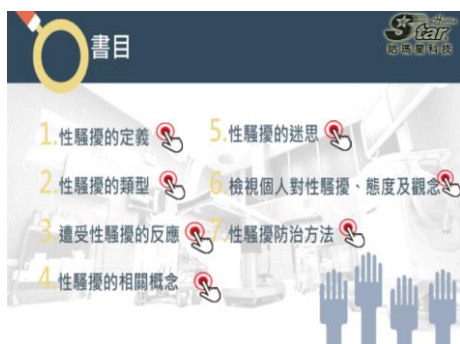 書目
Hama
Star
哈瑪星科技
1.性騷擾的定義
2.性騷擾的類型
3.遭受性騷擾的反應
4.性騷擾的相關概念
5.性騷擾的迷思
6.檢視個人對性騷擾、態度及觀念
7.性騷擾防治方法